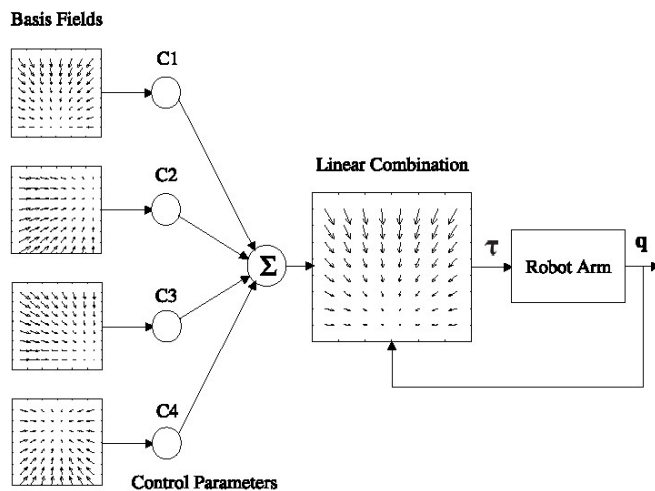 Basis Fields
C1
C2
Linear Combination
Σ
τ
q
Robot Arm
C3
C4
Control Parameters